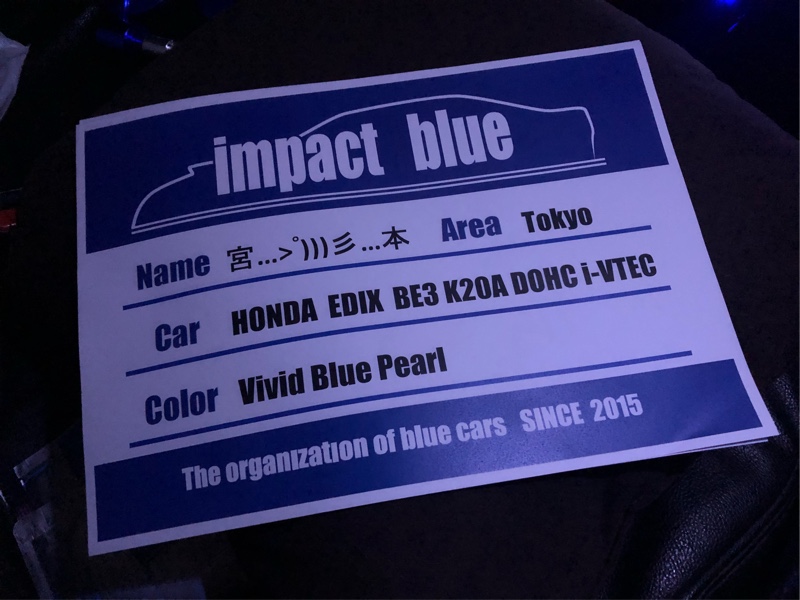 impact blue
Name 宮...>ﾟ)))彡...本 Area Tokyo
Car HONDA EDIX BE3 K20A DOHC i-VTEC
Color Vivid Blue Pearl
The organization of blue cars SINCE 2015